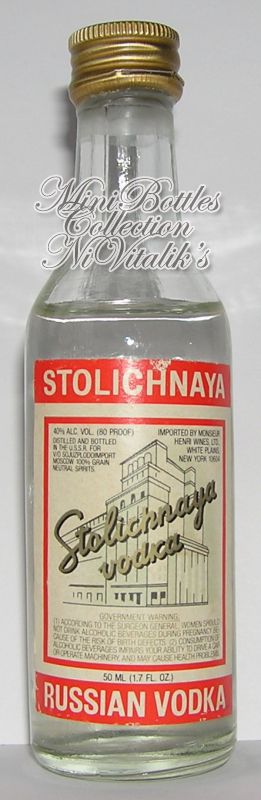 Mini Bottles
Collection
NiVitalik's
STOLICHNAYA
40% ALC. VOL. (80 PROOF)
DISTILLED AND BOTTLED
IN THE U.S.S.R. FOR
V/O SOJUZPLODOIMPORT
MOSCOW 100% GRAIN
NEUTRAL SPIRITS.
IMPORTED BY MONSIEUR
HENRI WINES, LTD.,
WHITE PLAINS,
NEW YORK 10604
Stolichnaya
vodka
GOVERNMENT WARNING:
(1) ACCORDING TO THE SURGEON GENERAL, WOMEN SHOULD
NOT DRINK ALCOHOLIC BEVERAGES DURING PREGNANCY BE-
CAUSE OF THE RISK OF BIRTH DEFECTS. (2) CONSUMPTION OF
ALCOHOLIC BEVERAGES IMPAIRS YOUR ABILITY TO DRIVE A CAR
OR OPERATE MACHINERY, AND MAY CAUSE HEALTH PROBLEMS.
50 ML (1.7 FL. OZ.)
RUSSIAN VODKA